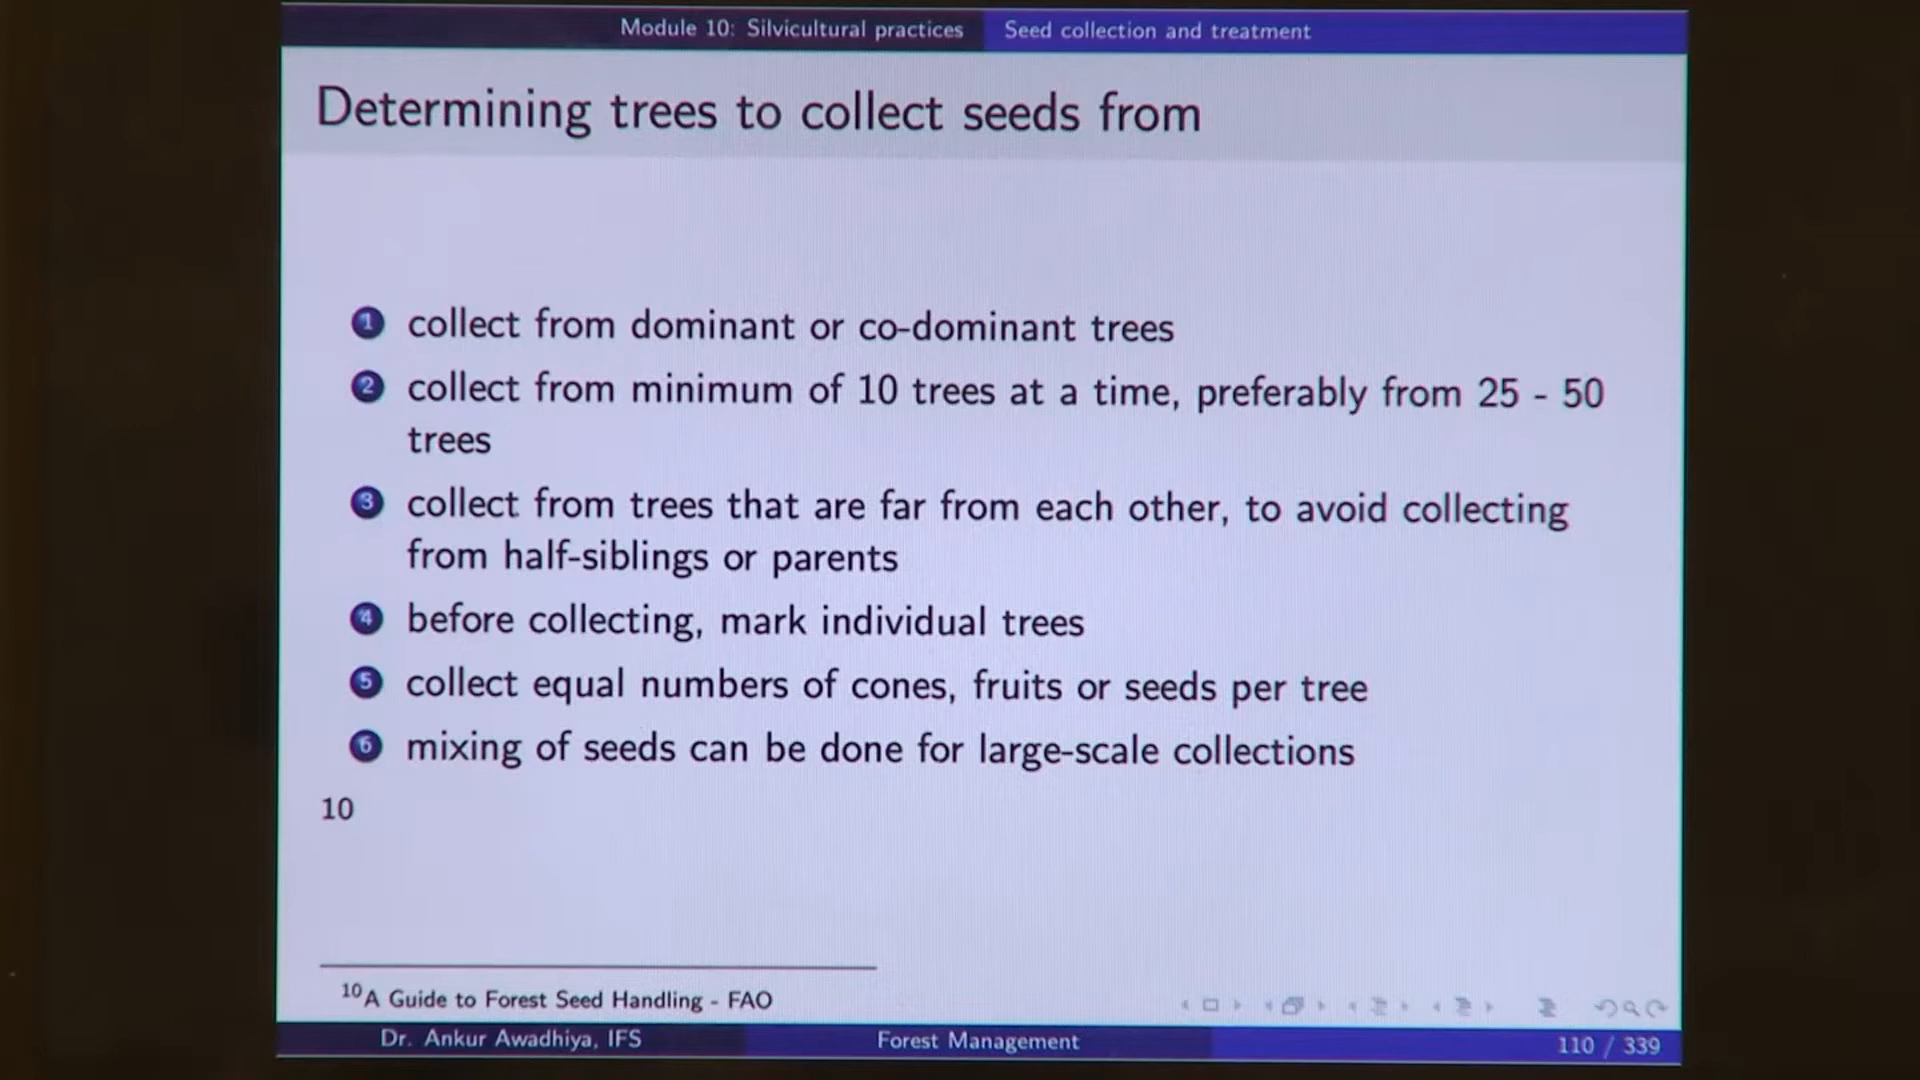 Module 10: Silvicultural practices Seed collection and treatment
Determining trees to collect seeds from
1 collect from dominant or co-dominant trees
2 collect from minimum of 10 trees at a time, preferably from 25 - 50
trees
3 collect from trees that are far from each other, to avoid collecting
from half-siblings or parents
4 before collecting, mark individual trees
5 collect equal numbers of cones, fruits or seeds per tree
6 mixing of seeds can be done for large-scale collections
10
10 A Guide to Forest Seed Handling - FAO
Dr. Ankur Awadhiya, IFS Forest Management 110 / 339